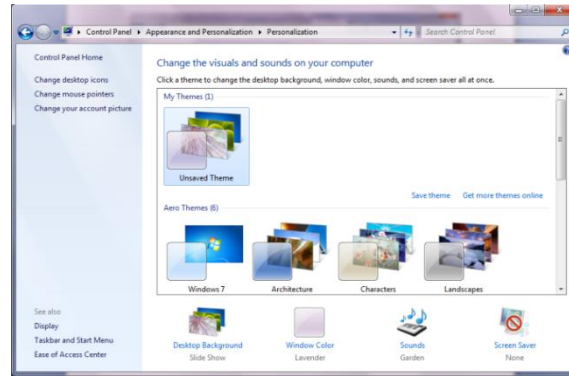 Control Panel ▸ Appearance and Personalization ▸ Personalization
Search Control Panel
Control Panel Home
Change desktop icons
Change mouse pointers
Change your account picture
Change the visuals and sounds on your computer
Click a theme to change the desktop background, window color, sounds, and screen saver all at once.
My Themes (1)
Unsaved Theme
Save theme Get more themes online
Aero Themes (6)
Windows 7 Architecture Characters Landscapes
See also
Display
Taskbar and Start Menu
Ease of Access Center
Desktop Background
Slide Show
Window Color
Lavender
Sounds
Garden
Screen Saver
None